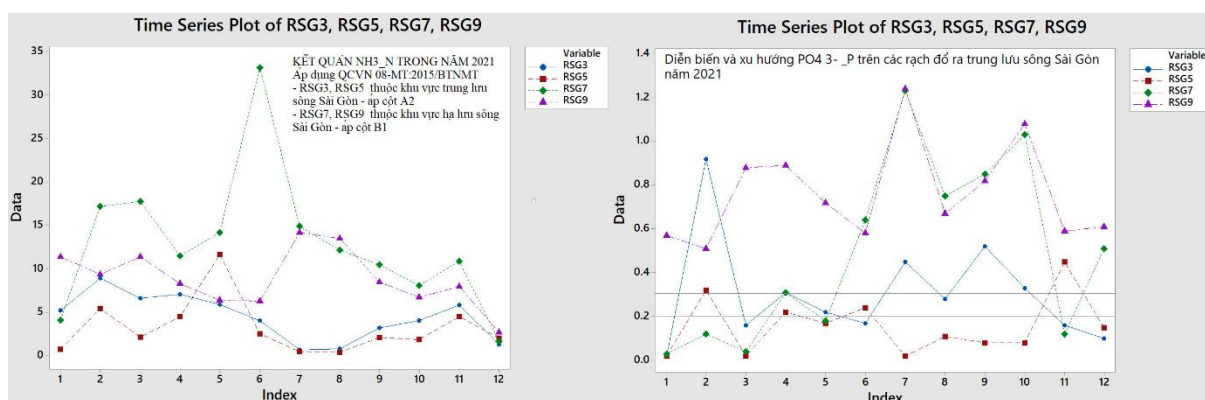 Time Series Plot of RSG3, RSG5, RSG7, RSG9
35
30
25
20
15
10
5
0
Data
1 2 3 4 5 6 7 8 9 10 11 12
Index
KẾT QUẢN NH3_N TRONG NĂM 2021
Áp dụng QCVN 08-MT:2015/BTNMT
- RSG3, RSG5 thuộc khu vực trung lưu
sông Sài Gòn - áp cột A2
- RSG7, RSG9 thuộc khu vực hạ lưu sông
Sài Gòn - áp cột B1
Variable
RSG3
RSG5
RSG7
RSG9
Time Series Plot of RSG3, RSG5, RSG7, RSG9
1.4
1.2
1.0
0.8
0.6
0.4
0.2
0.0
Data
1 2 3 4 5 6 7 8 9 10 11 12
Index
Diễn biến và xu hướng PO4 3- _P trên các rạch đổ ra trung lưu sông Sài Gòn
năm 2021
Variable
RSG3
RSG5
RSG7
RSG9